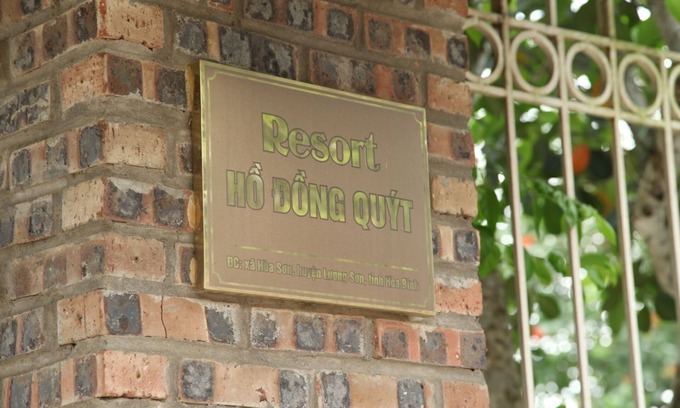 Resort
HỒ ĐỒNG QUÝT
ĐC: xã Hòa Sơn, huyện Lương Sơn, tỉnh Hòa Bình